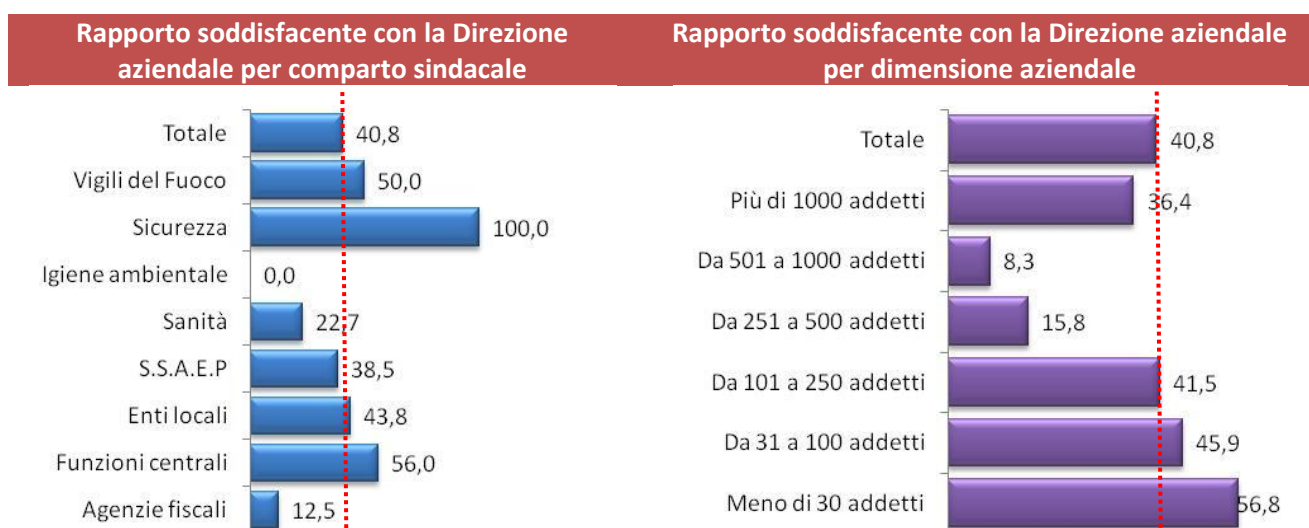 Rapporto soddisfacente con la Direzione
aziendale per comparto sindacale
Totale 40,8
Vigili del Fuoco 50,0
Sicurezza 100,0
Igiene ambientale 0,0
Sanità 22,7
S.S.A.E.P 38,5
Enti locali 43,8
Funzioni centrali 56,0
Agenzie fiscali 12,5
Rapporto soddisfacente con la Direzione aziendale
per dimensione aziendale
Totale 40,8
Più di 1000 addetti 36,4
Da 501 a 1000 addetti 8,3
Da 251 a 500 addetti 15,8
Da 101 a 250 addetti 41,5
Da 31 a 100 addetti 45,9
Meno di 30 addetti 56,8